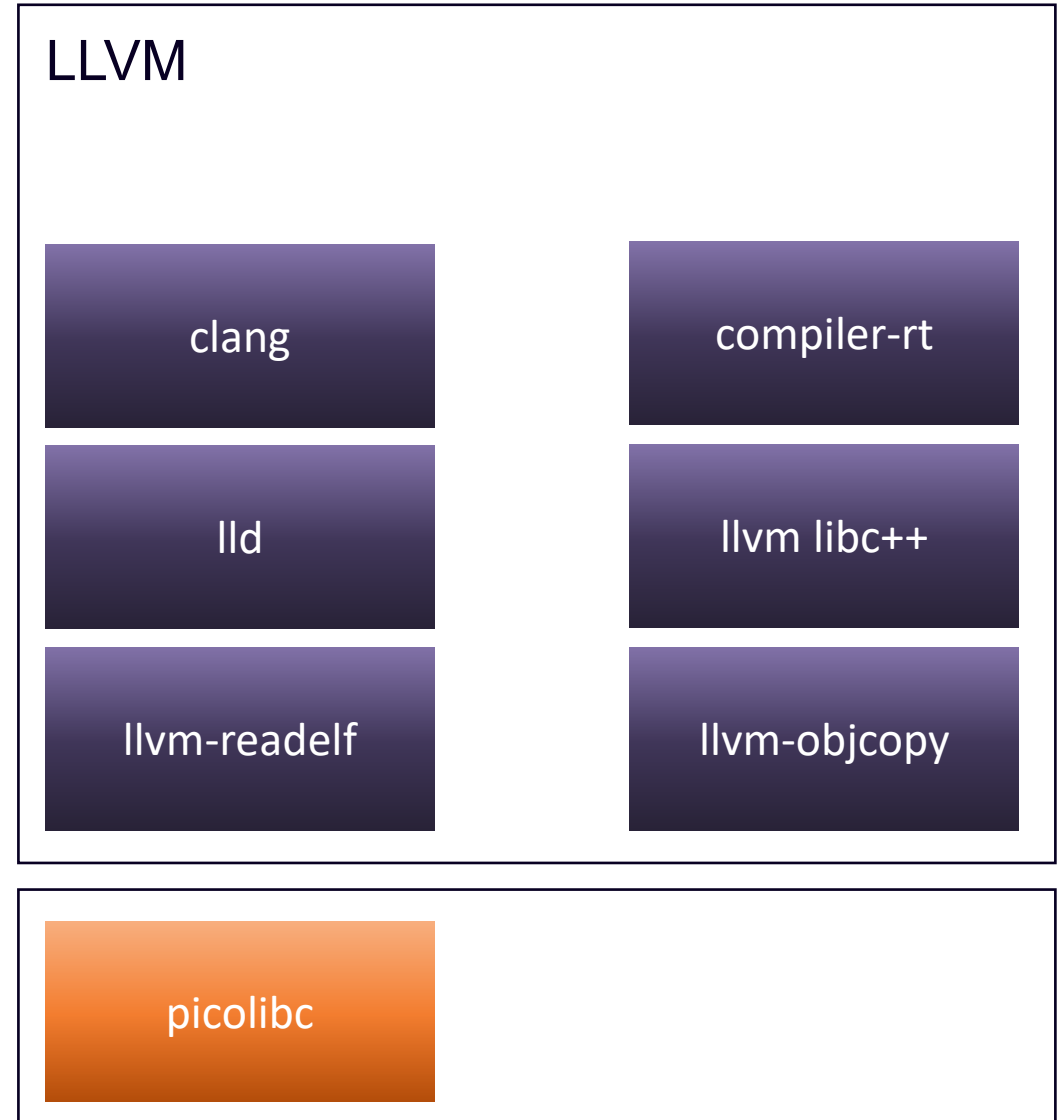 LLVM
clang
compiler-rt
lld
llvm libc++
llvm-readelf
llvm-objcopy
picolibc